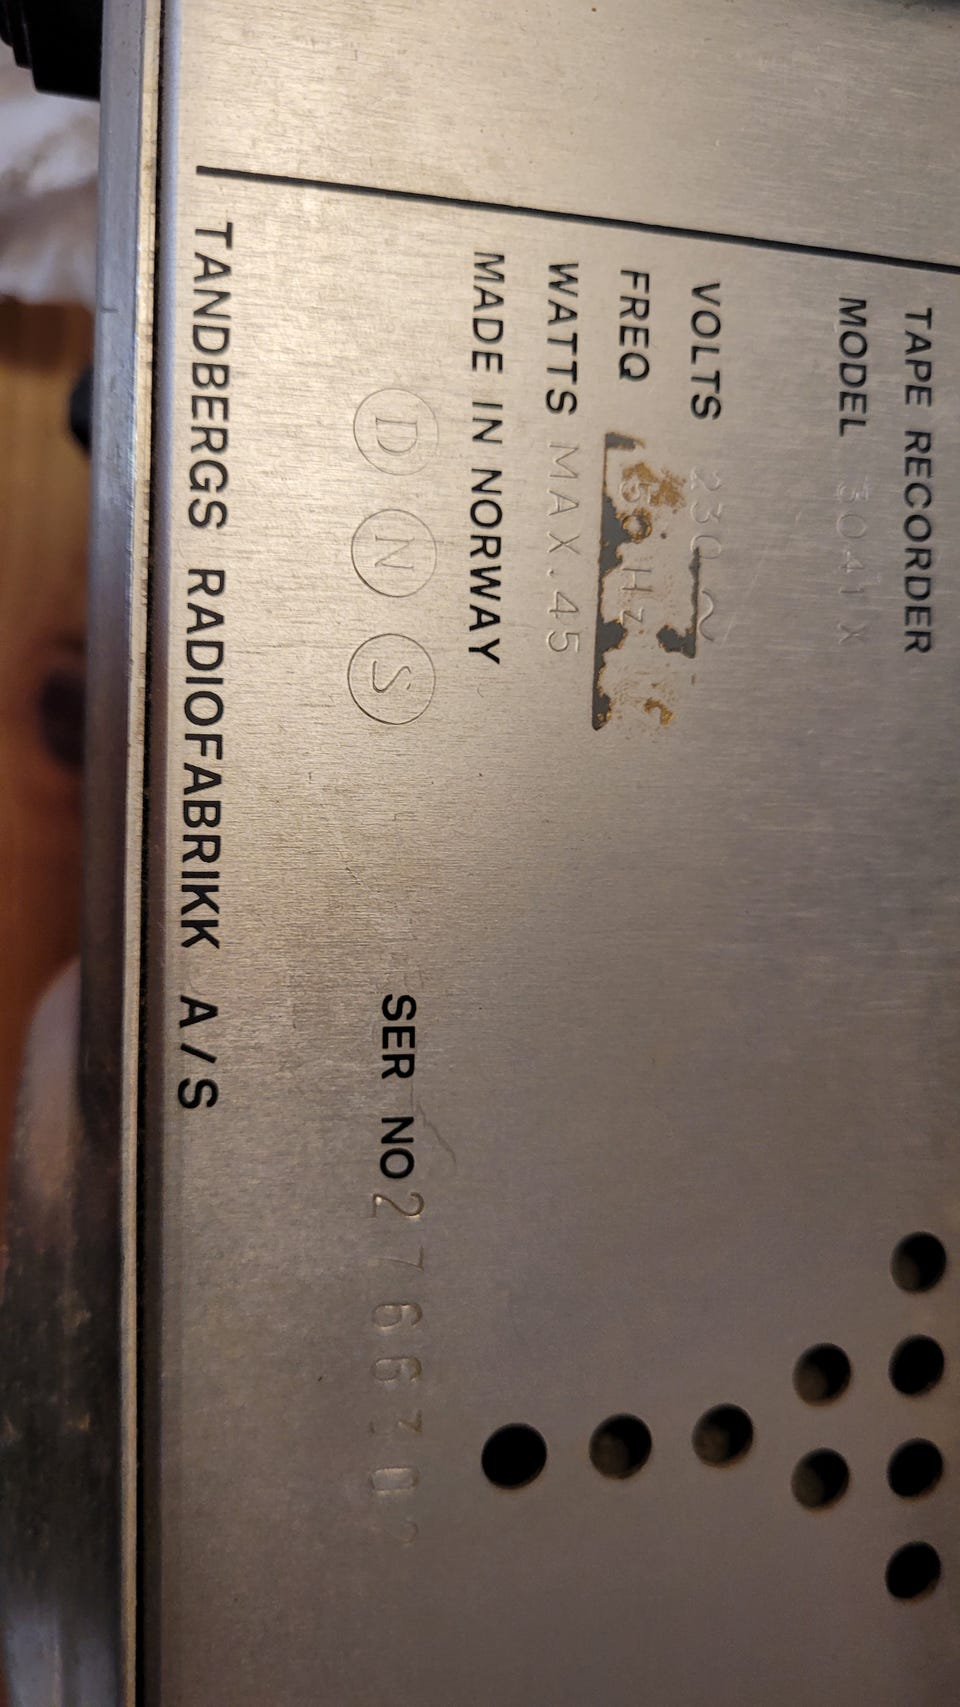 TAPE RECORDER
MODEL 3041 X
VOLTS 230 ~
FREQ 50 Hz
WATTS MAX.45
MADE IN NORWAY
D N S
SER NO
TANDBERGS RADIOFABRIKK A/S